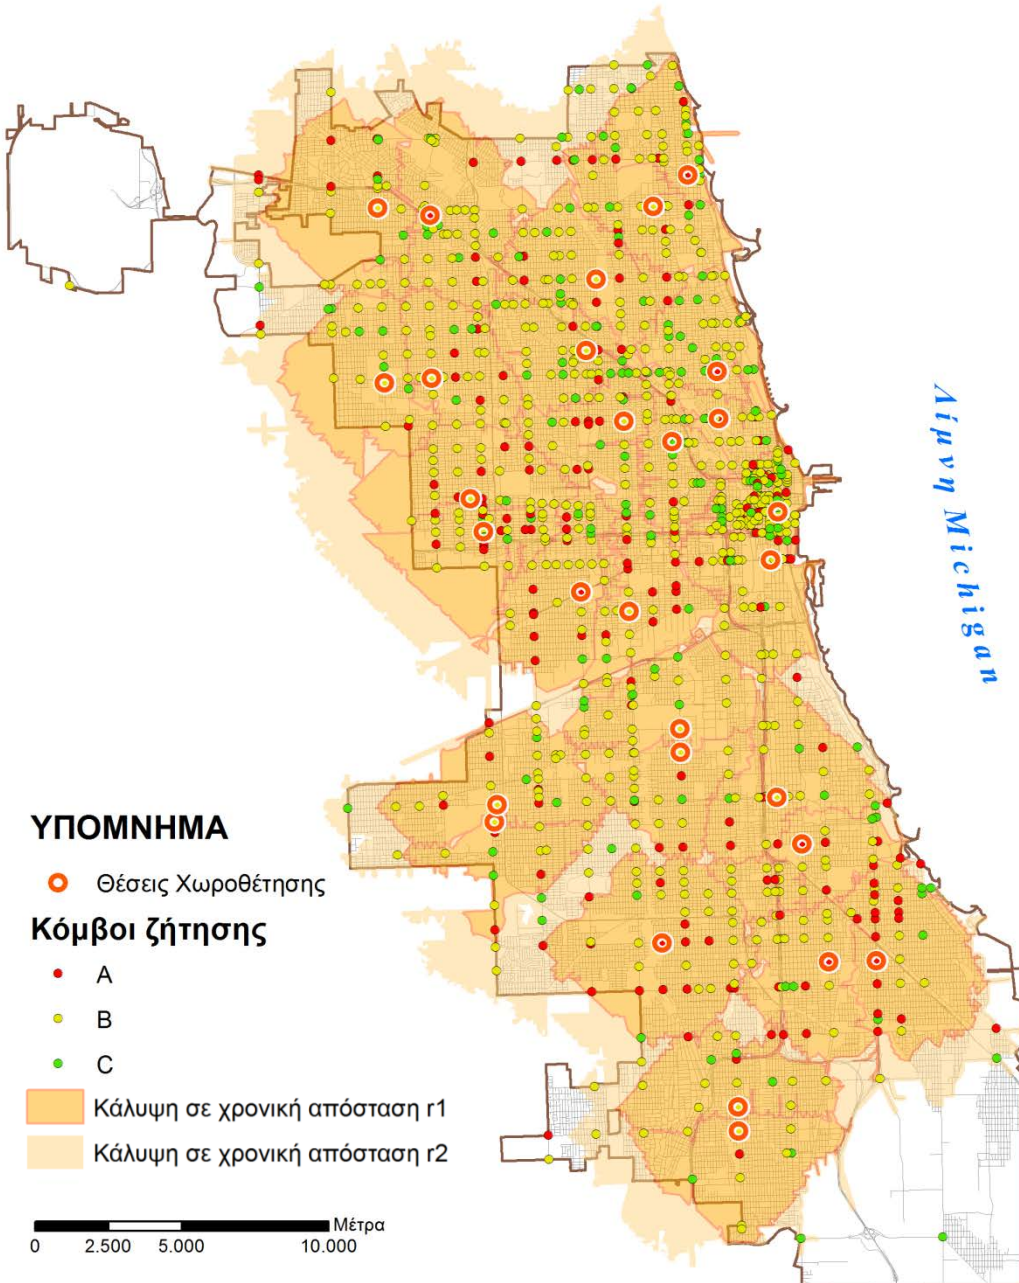 Λίμνη Michigan
ΥΠΟΜΝΗΜΑ
Θέσεις Χωροθέτησης
Κόμβοι ζήτησης
A
B
C
Κάλυψη σε χρονική απόσταση r1
Κάλυψη σε χρονική απόσταση r2
Μέτρα
0 2.500 5.000 10.000